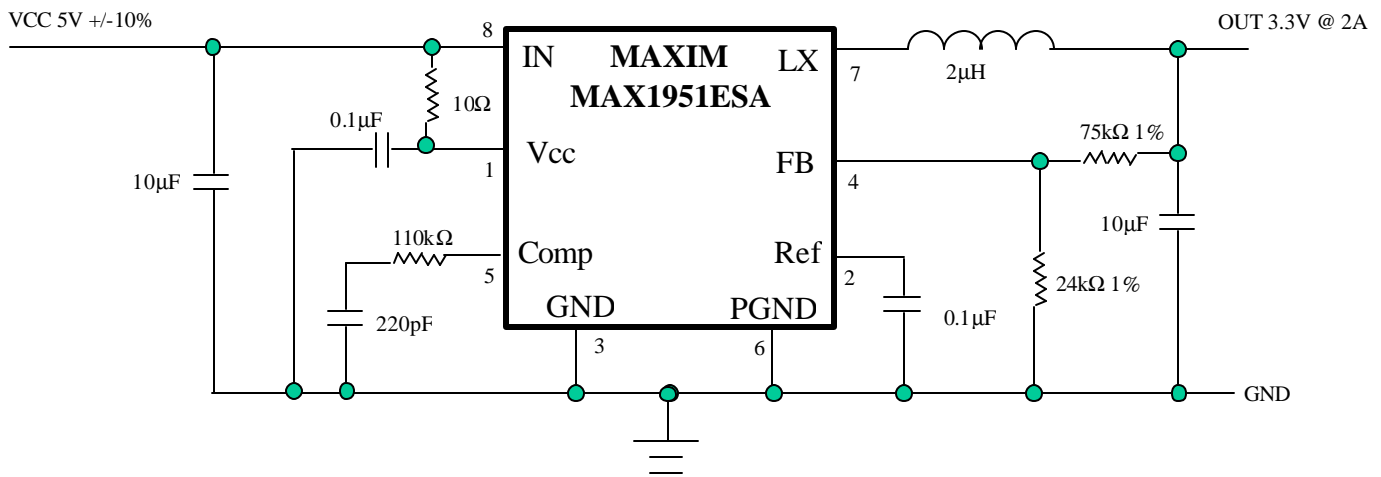 VCC 5V +/-10%
OUT 3.3V @ 2A
8
IN
MAXIM
LX
7
2µH
MAX1951ESA
10Ω
0.1µF
75kΩ 1%
Vcc
1
FB
4
10µF
10µF
110kΩ
Comp
5
Ref
2
24kΩ 1%
GND
PGND
220pF
3
6
0.1µF
GND